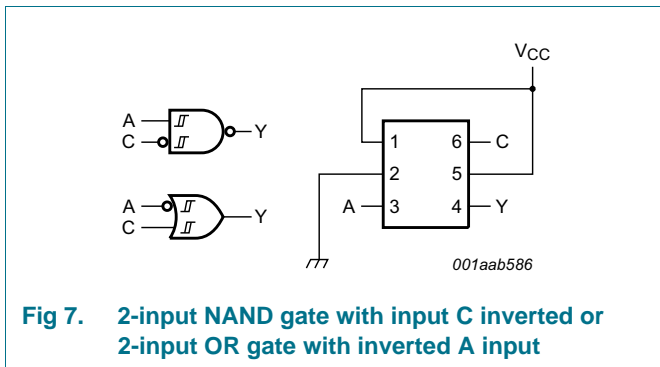 VCC
A
C
Y
A
C
Y
1
6
C
2
5
A
3
4
Y
001aab586
Fig 7. 2-input NAND gate with input C inverted or
2-input OR gate with inverted A input